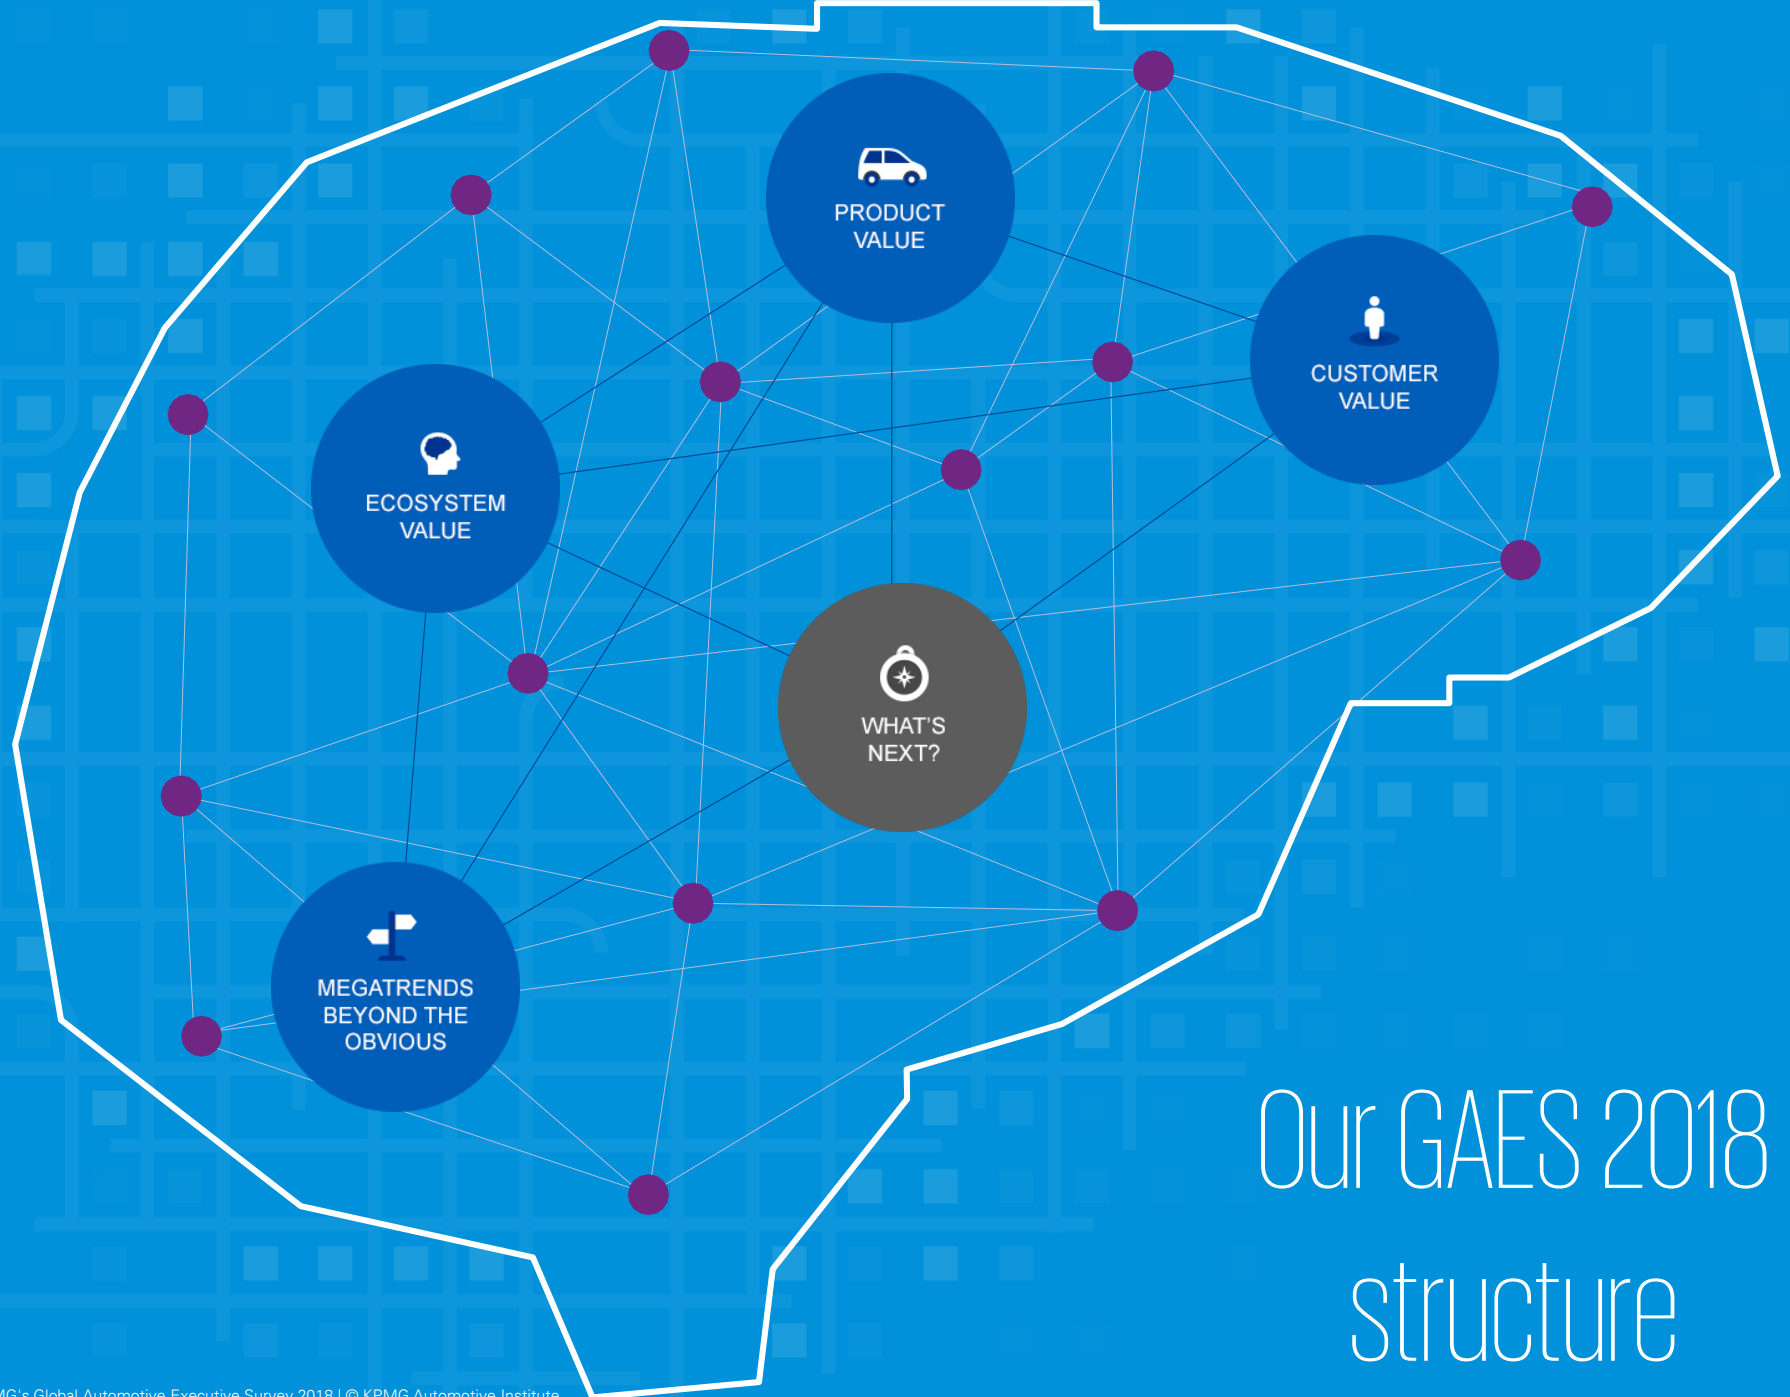 PRODUCT
VALUE
CUSTOMER
VALUE
ECOSYSTEM
VALUE
WHAT'S
NEXT?
MEGATRENDS
BEYOND THE
OBVIOUS
Our GAES 2018
structure
MG's Global Automotive Executive Survey 2018 | © KPMG Automotive Institute